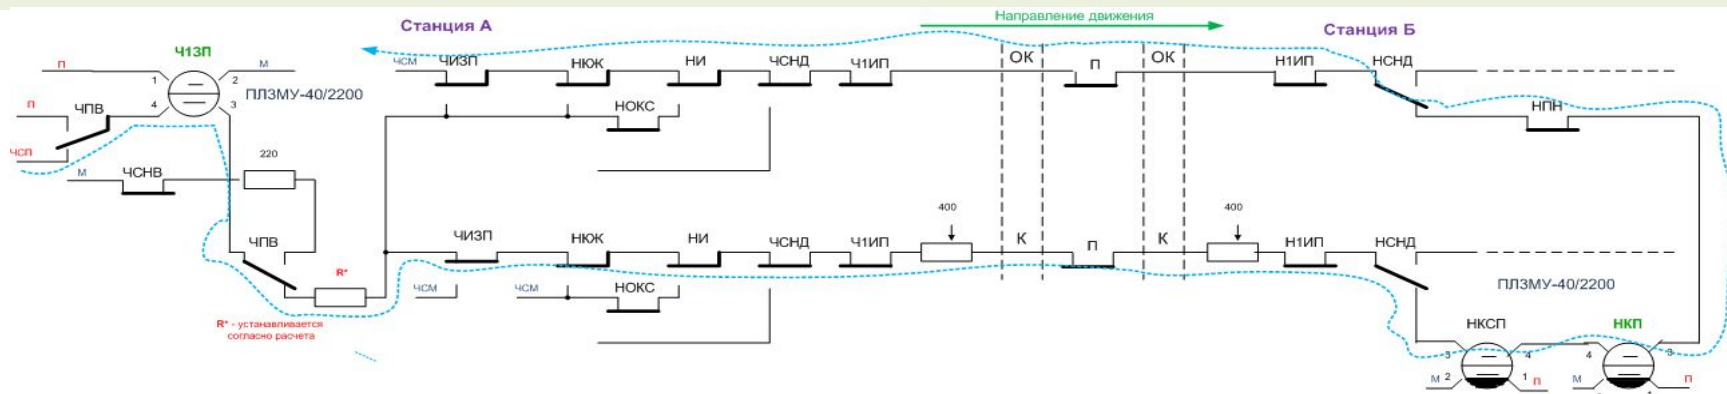 Станция А
Направление движения
Станция Б
Ч1ЗП
П
1
2
М
ПЛЗМУ-40/2200
П
ЧПВ
4
3
ЧСП
М
ЧСНВ
220
ЧПВ
R*
R* - устанавливается
согласно расчета
ЧСМ
ЧИЗП
НКЖ
НИ
ЧСНД
Ч1ИП
ОК
П
ОК
Н1ИП
НСНД
НОКС
НПН
ЧИЗП
НКЖ
НИ
ЧСНД
Ч1ИП
400
К
П
К
400
Н1ИП
НСНД
ЧСМ
ЧСМ
НОКС
ПЛЗМУ-40/2200
НКСП
НКП
3
4
4
3
М
2
1
П
М
П